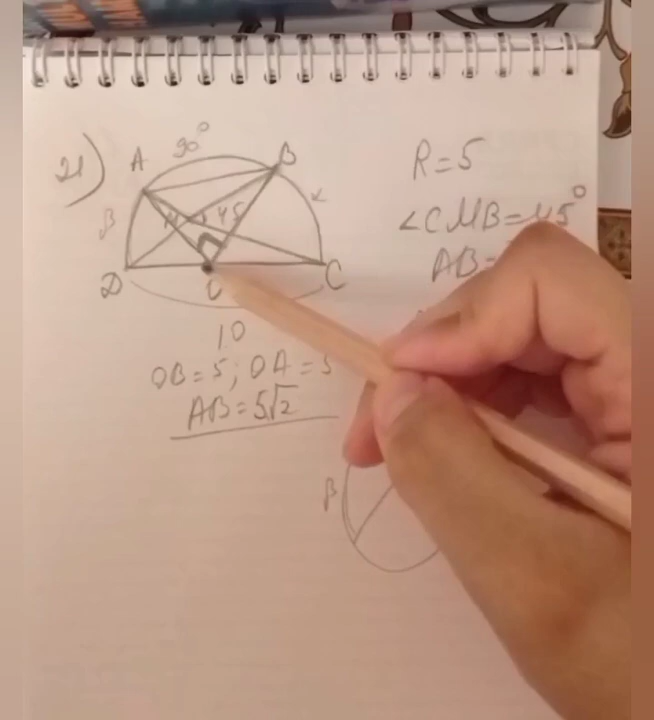 21)
A 90° B
β α
M 45
D O C
10
OB=5; OA=5
AB=5√2
R=5
∠CMB=45°
AB=
β